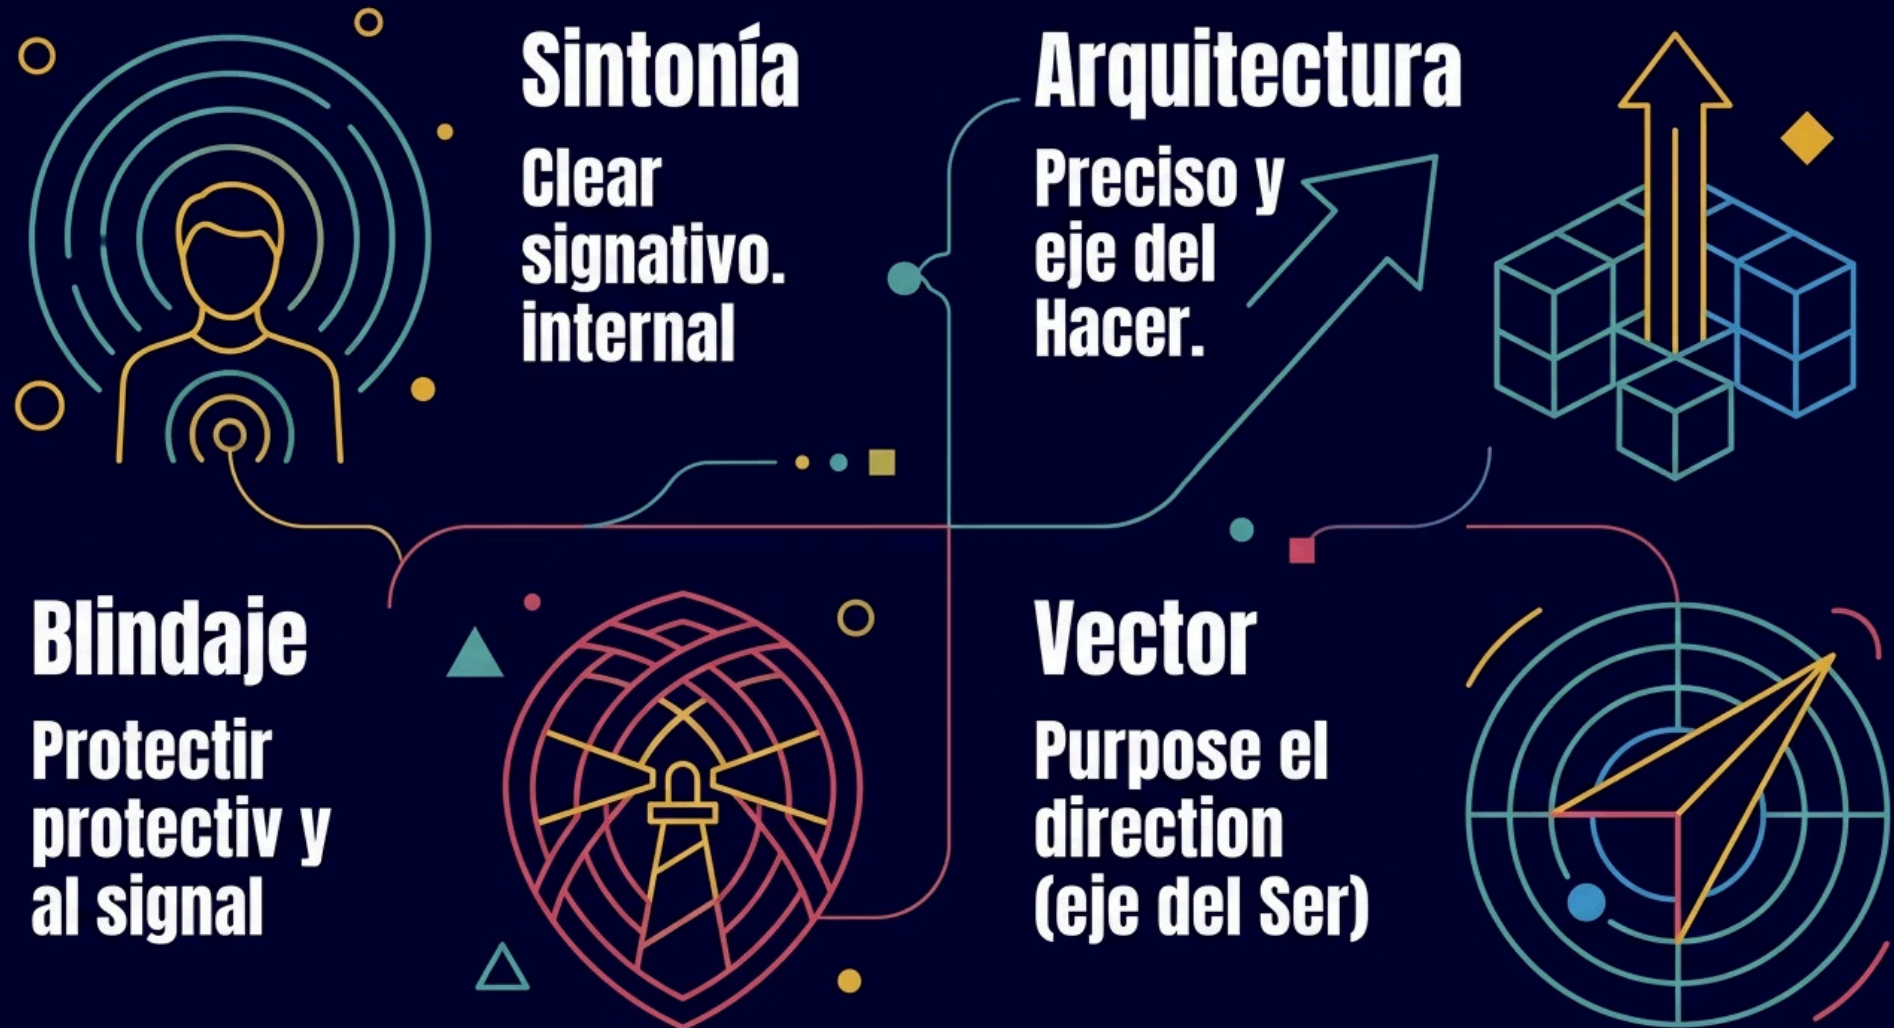 Sintonía
Clear
signativo.
internal
Arquitectura
Preciso y
eje del
Hacer.
Blindaje
Protectir
protectiv y
al signal
Vector
Purpose el
direction
(eje del Ser)